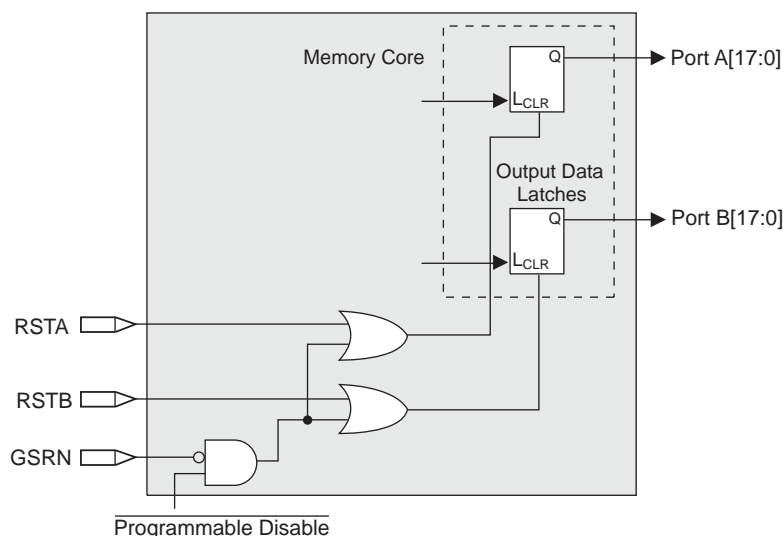 Memory Core
Q
Port A[17:0]
LCLR
Output Data
Latches
Q
Port B[17:0]
LCLR
RSTA
RSTB
GSRN
Programmable Disable